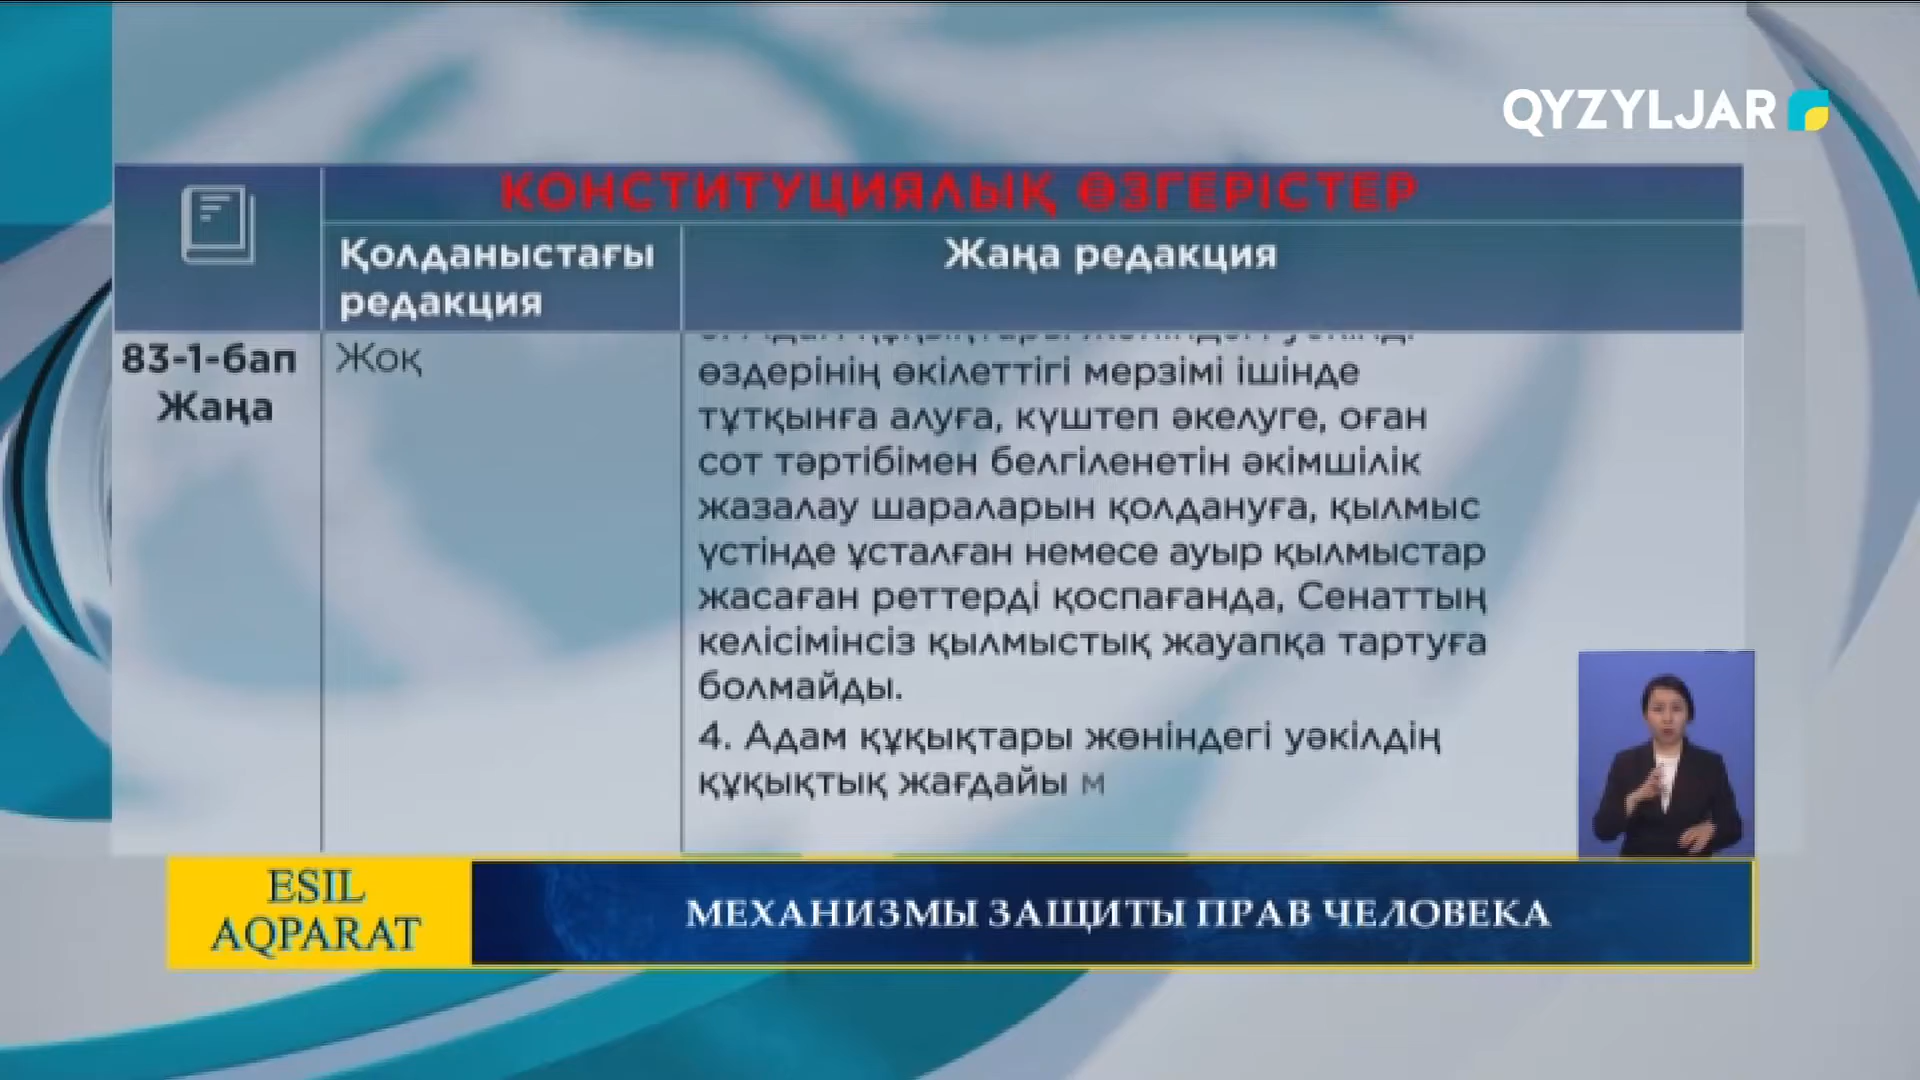 QYZYLJAR
КОНСТИТУЦИЯЛЫҚ ӨЗГЕРІСТЕР
Қолданыстағы
редакция
Жаңа редакция
83-1-бап
Жаңа
Жоқ
өздерінің өкілеттігі мерзімі ішінде
тұтқынға алуға, күштеп әкелуге, оған
сот тәртібімен белгіленетін әкімшілік
жазалау шараларын қолдануға, қылмыс
үстінде ұсталған немесе ауыр қылмыстар
жасаған реттерді қоспағанда, Сенаттың
келісімінсіз қылмыстық жауапқа тартуға
болмайды.
4. Адам құқықтары жөніндегі уәкілдің
құқықтық жағдайы м
ESIL
AQPARAT
МЕХАНИЗМЫ ЗАЩИТЫ ПРАВ ЧЕЛОВЕКА